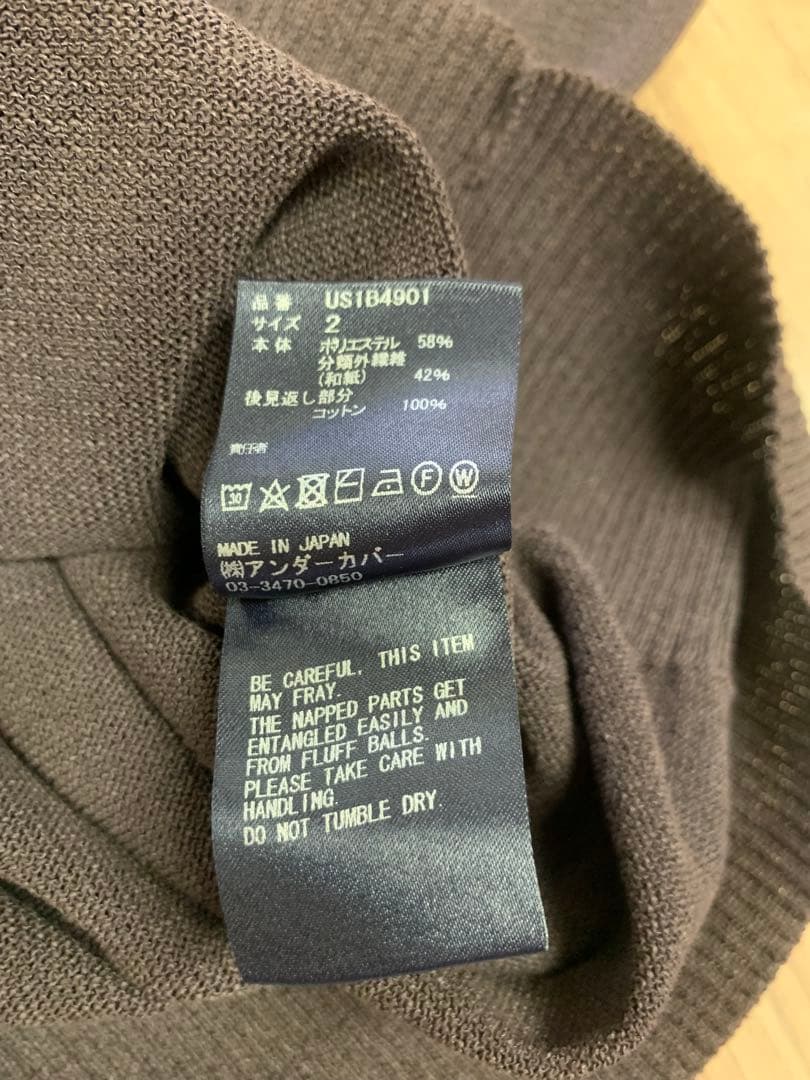 品番 US1B4901
サイズ 2
本体 ポリエステル 58%
分類外繊維
(和紙) 42%
後見返し部分
コットン 100%
責任者
30 F W
MADE IN JAPAN
(株)アンダーカバー
03-3470-0850
BE CAREFUL, THIS ITEM
MAY FRAY.
THE NAPPED PARTS GET
ENTANGLED EASILY AND
FROM FLUFF BALLS.
PLEASE TAKE CARE WITH
HANDLING.
DO NOT TUMBLE DRY.